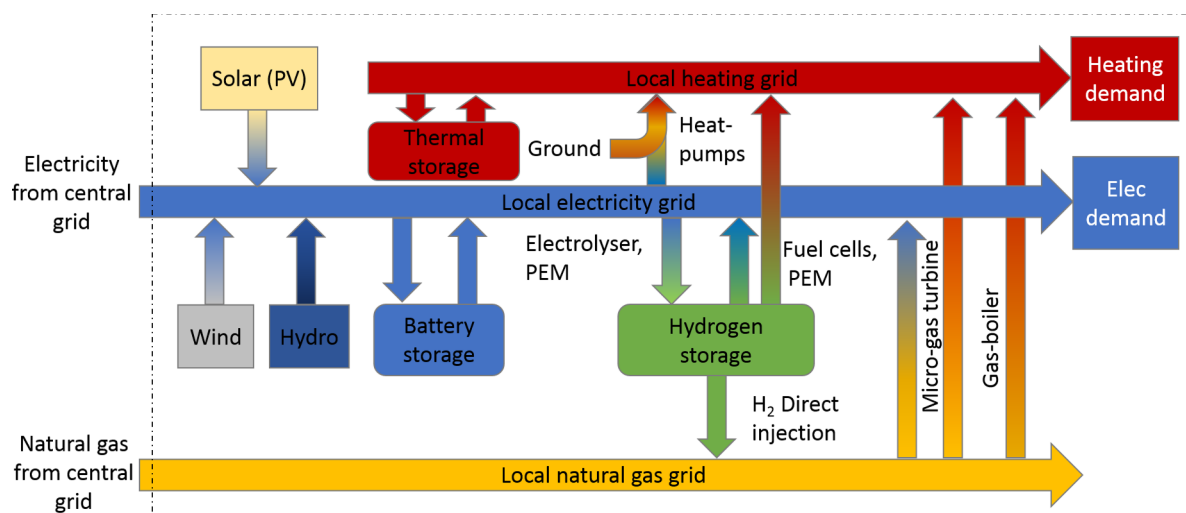 Solar (PV)
Local heating grid
Heating
demand
Thermal
storage
Ground
Heat-
pumps
Electricity
from central
grid
Local electricity grid
Elec
demand
Electrolyser,
PEM
Fuel cells,
PEM
Wind
Hydro
Battery
storage
Hydrogen
storage
Micro-gas turbine
Gas-boiler
H₂ Direct
injection
Natural gas
from central
grid
Local natural gas grid